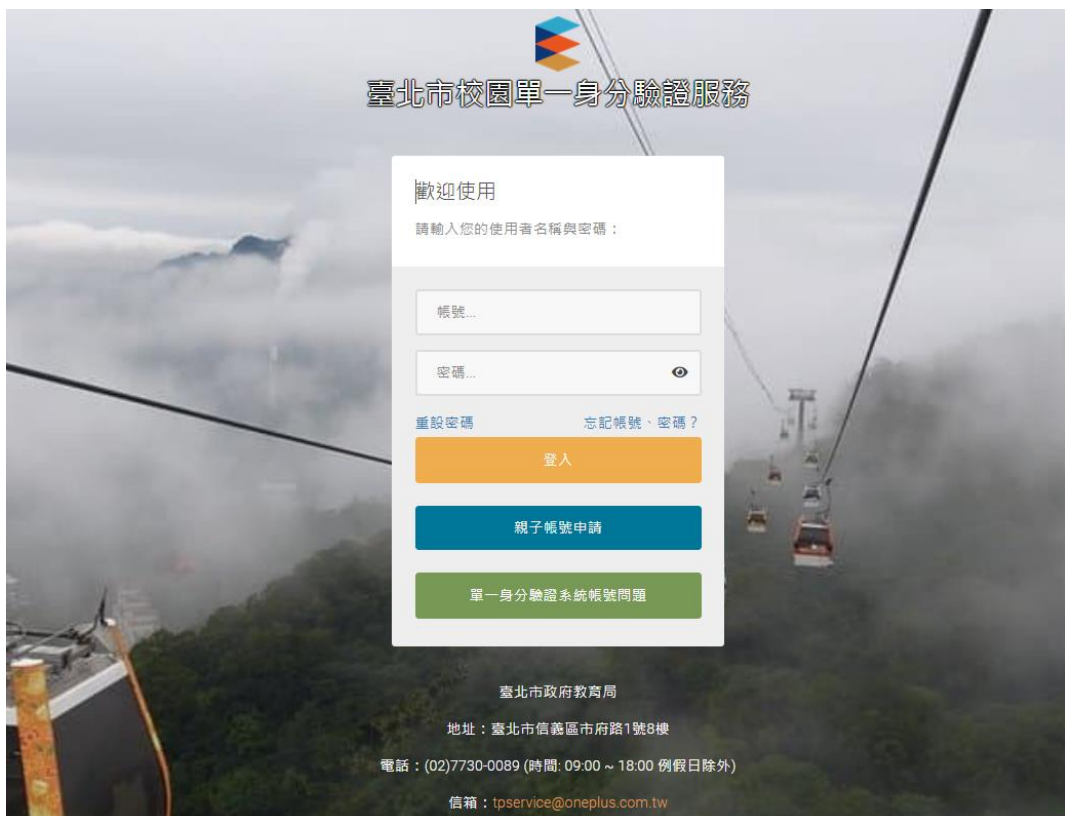 臺北市校園單一身分驗證服務
歡迎使用
請輸入您的使用者名稱與密碼：
帳號...
密碼...
重設密碼 忘記帳號、密碼？
登入
親子帳號申請
單一身分驗證系統帳號問題
臺北市政府教育局
地址：臺北市信義區市府路1號8樓
電話：(02)7730-0089 (時間: 09:00 ~ 18:00 例假日除外)
信箱：tpservice@oneplus.com.tw